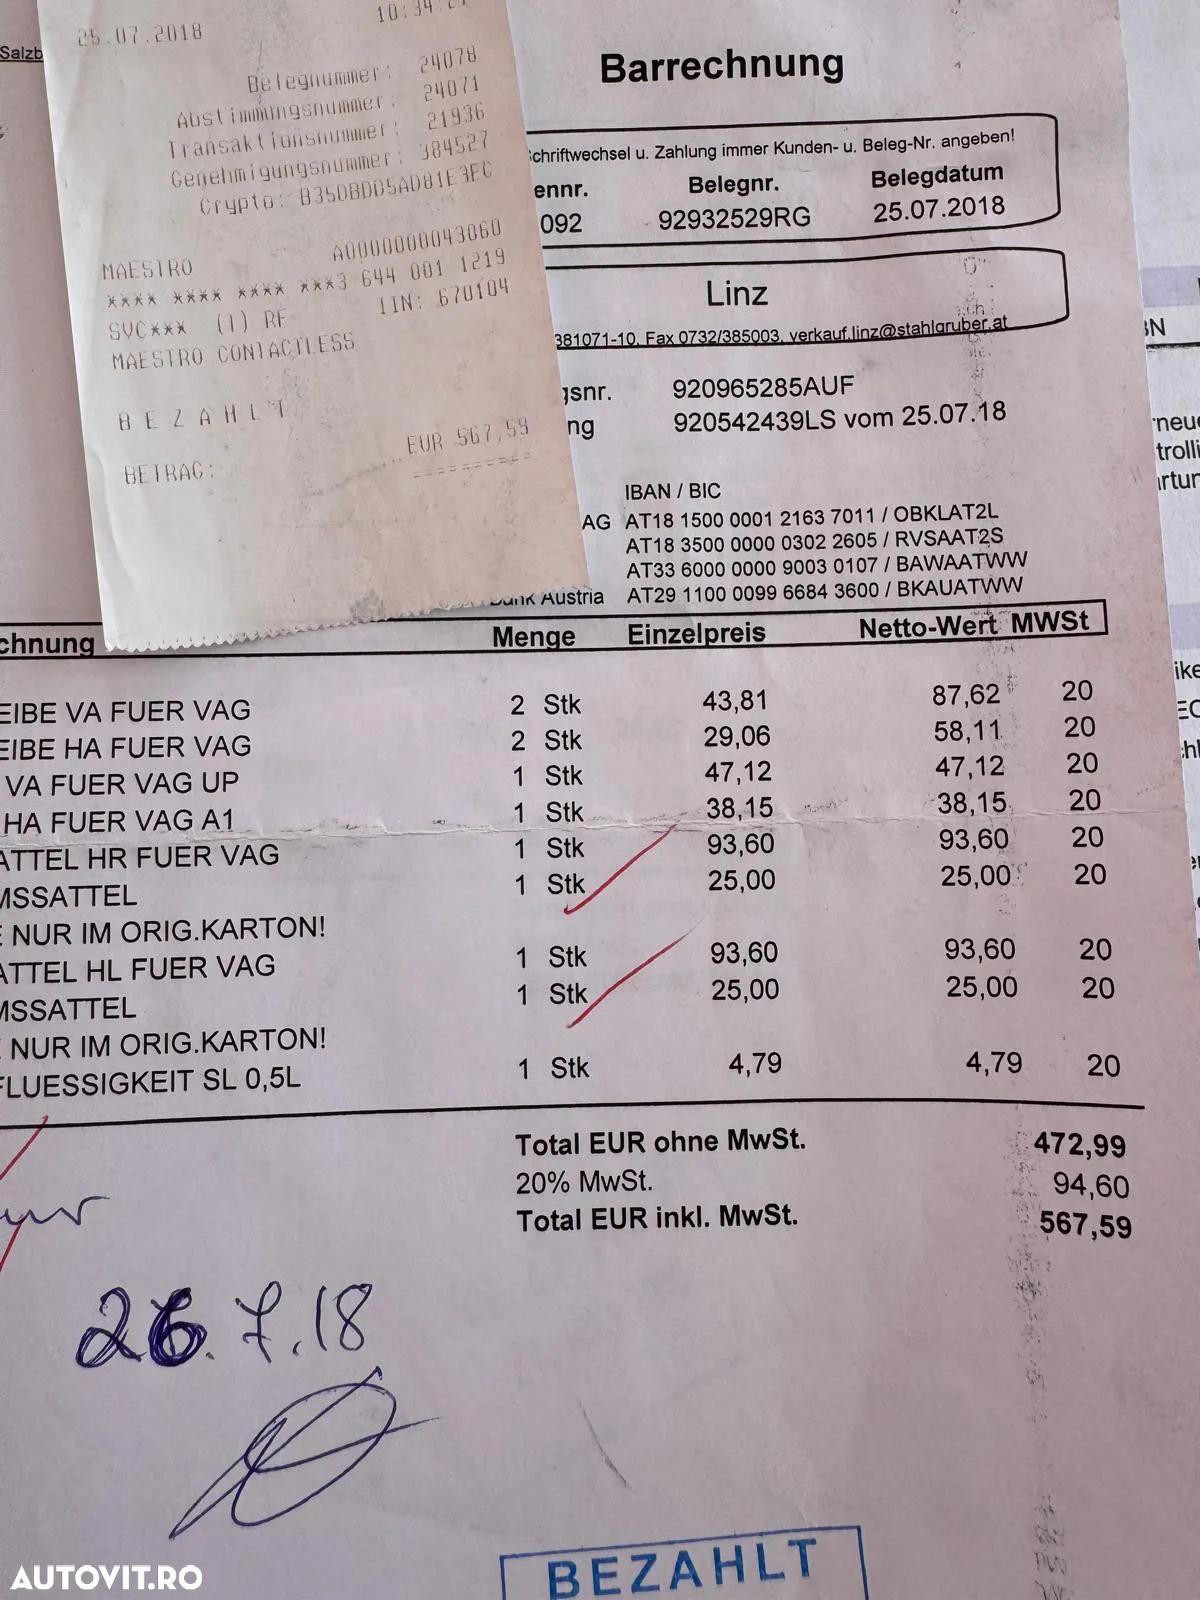 Salzb
25.07.2018
Belegnummer: 24078
Abstimmungsnummer: 24071
Transaktionsnummer: 21936
Genehmigungsnummer: 384527
Crypto: B35DBDD5AD81E3FC
MAESTRO A0000000043060
**** **** **** ***3 644 001 1219
SVC*** (1) RF IIN: 670104
MAESTRO CONTACTLESS
B E Z A H L T
BETRAG: EUR 567,59
==========
Barrechnung
chriftwechsel u. Zahlung immer Kunden- u. Beleg-Nr. angeben!
ennr. Belegnr. Belegdatum
092 92932529RG 25.07.2018
Linz
381071-10, Fax 0732/385003, verkauf.linz@stahlgruber.at
gsnr. 920965285AUF
ng 920542439LS vom 25.07.18
IBAN / BIC
AG AT18 1500 0001 2163 7011 / OBKLAT2L
AT18 3500 0000 0302 2605 / RVSAAT2S
AT33 6000 0000 9003 0107 / BAWAATWW
Bank Austria AT29 1100 0099 6684 3600 / BKAUATWW
chnung Menge Einzelpreis Netto-Wert MWSt
EIBE VA FUER VAG 2 Stk 43,81 87,62 20
EIBE HA FUER VAG 2 Stk 29,06 58,11 20
VA FUER VAG UP 1 Stk 47,12 47,12 20
HA FUER VAG A1 1 Stk 38,15 38,15 20
ATTEL HR FUER VAG 1 Stk 93,60 93,60 20
MSSATTEL 1 Stk 25,00 25,00 20
E NUR IM ORIG.KARTON!
ATTEL HL FUER VAG 1 Stk 93,60 93,60 20
MSSATTEL 1 Stk 25,00 25,00 20
E NUR IM ORIG.KARTON!
FLUESSIGKEIT SL 0,5L 1 Stk 4,79 4,79 20
Total EUR ohne MwSt. 472,99
20% MwSt. 94,60
Total EUR inkl. MwSt. 567,59
26.7.18
BEZAHLT
AUTOVIT.RO